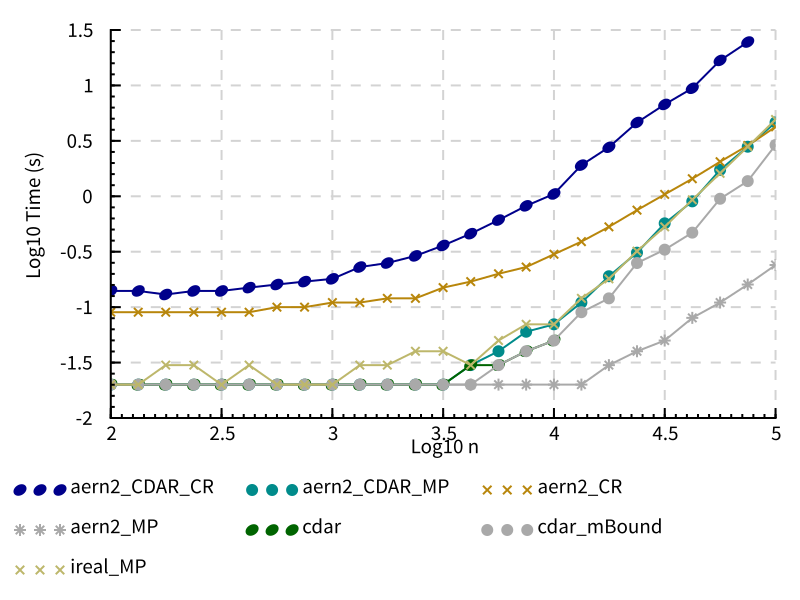 1.5
1
0.5
0
-0.5
-1
-1.5
-2
Log10 Time (s)
2 2.5 3 3.5 4 4.5 5
Log10 n
aern2_CDAR_CR aern2_CDAR_MP aern2_CR
aern2_MP cdar cdar_mBound
ireal_MP